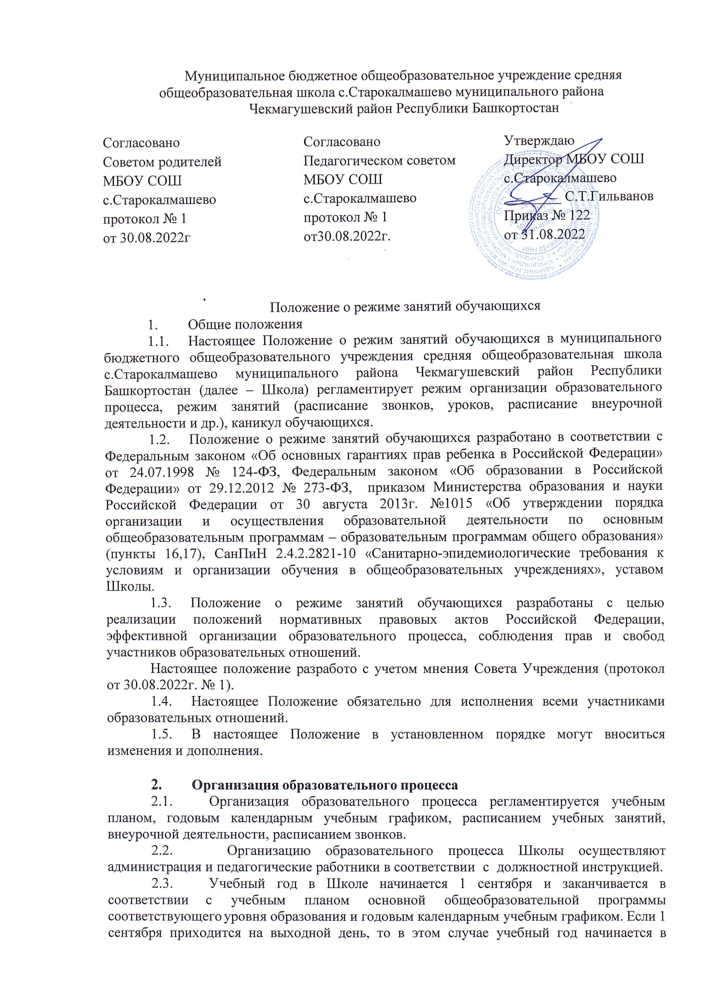 Муниципальное бюджетное общеобразовательное учреждение средняя
общеобразовательная школа с.Старокалмашево муниципального района
Чекмагушевский район Республики Башкортостан
Согласовано
Советом родителей
МБОУ СОШ
с.Старокалмашево
протокол № 1
от 30.08.2022г
Согласовано
Педагогическом советом
МБОУ СОШ
с.Старокалмашево
протокол № 1
от30.08.2022г.
Утверждаю
Директор МБОУ СОШ
с.Старокалмашево
________ С.Т.Гильванов
Приказ № 122
от 31.08.2022
Положение о режиме занятий обучающихся
1. Общие положения
1.1. Настоящее Положение о режим занятий обучающихся в муниципального
бюджетного общеобразовательного учреждения средняя общеобразовательная школа
с.Старокалмашево муниципального района Чекмагушевский район Республики
Башкортостан (далее – Школа) регламентирует режим организации образовательного
процесса, режим занятий (расписание звонков, уроков, расписание внеурочной
деятельности и др.), каникул обучающихся.
1.2. Положение о режиме занятий обучающихся разработано в соответствии с
Федеральным законом «Об основных гарантиях прав ребенка в Российской Федерации»
от 24.07.1998 № 124-ФЗ, Федеральным законом «Об образовании в Российской
Федерации» от 29.12.2012 № 273-ФЗ, приказом Министерства образования и науки
Российской Федерации от 30 августа 2013г. №1015 «Об утверждении порядка
организации и осуществления образовательной деятельности по основным
общеобразовательным программам – образовательным программам общего образования»
(пункты 16,17), СанПиН 2.4.2.2821-10 «Санитарно-эпидемиологические требования к
условиям и организации обучения в общеобразовательных учреждениях», уставом
Школы.
1.3. Положение о режиме занятий обучающихся разработаны с целью
реализации положений нормативных правовых актов Российской Федерации,
эффективной организации образовательного процесса, соблюдения прав и свобод
участников образовательных отношений.
Настоящее положение разработо с учетом мнения Совета Учреждения (протокол
от 30.08.2022г. № 1).
1.4. Настоящее Положение обязательно для исполнения всеми участниками
образовательных отношений.
1.5. В настоящее Положение в установленном порядке могут вноситься
изменения и дополнения.
2. Организация образовательного процесса
2.1. Организация образовательного процесса регламентируется учебным
планом, годовым календарным учебным графиком, расписанием учебных занятий,
внеурочной деятельности, расписанием звонков.
2.2. Организацию образовательного процесса Школы осуществляют
администрация и педагогические работники в соответствии с должностной инструкцией.
2.3. Учебный год в Школе начинается 1 сентября и заканчивается в
соответствии с учебным планом основной общеобразовательной программы
соответствующего уровня образования и годовым календарным учебным графиком. Если 1
сентября приходится на выходной день, то в этом случае учебный год начинается в